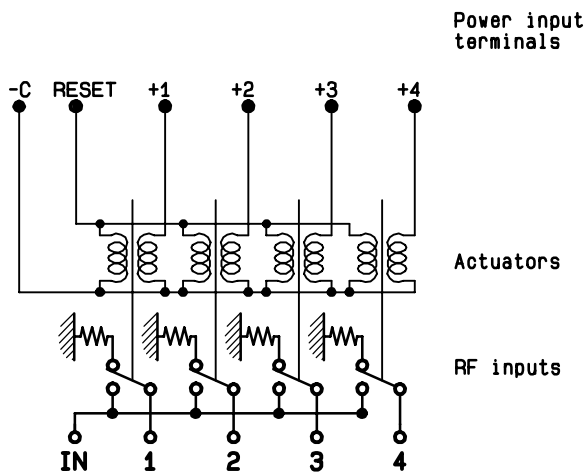 Power input
terminals
-C RESET +1 +2 +3 +4
Actuators
RF inputs
IN 1 2 3 4